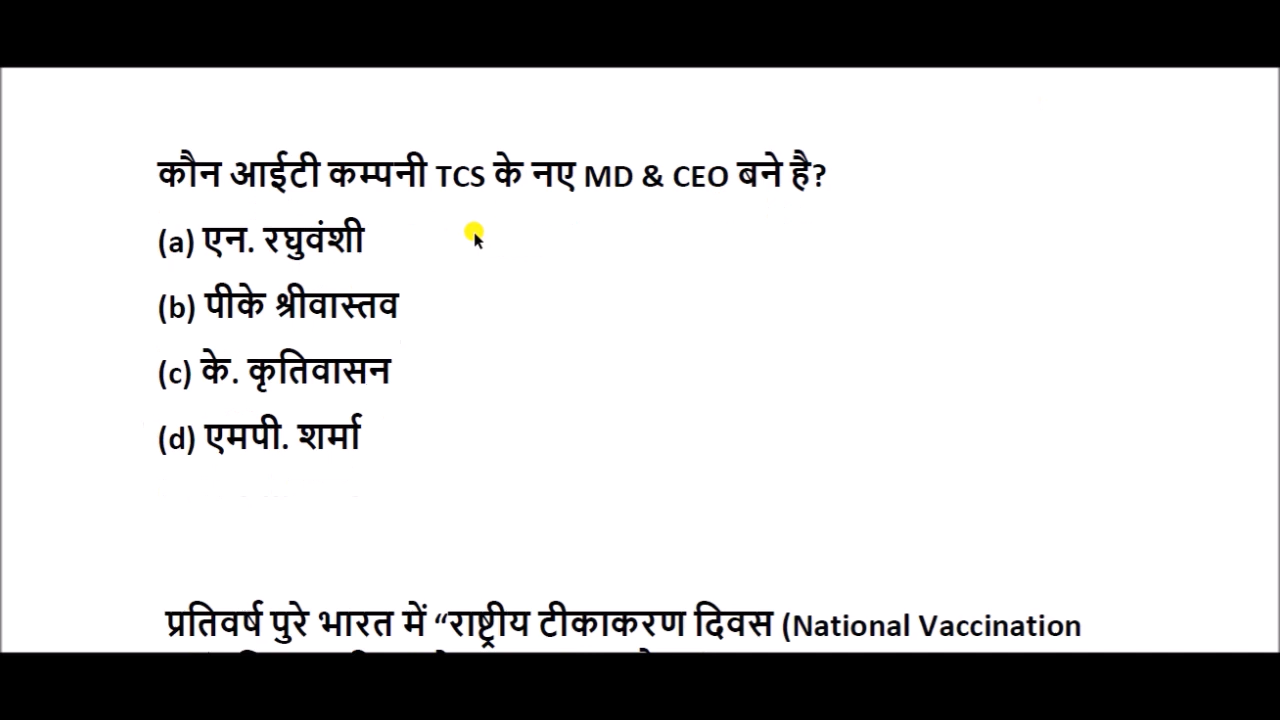 कौन आईटी कम्पनी TCS के नए MD & CEO बने है?
(a) एन. रघुवंशी
(b) पीके श्रीवास्तव
(c) के. कृतिवासन
(d) एमपी. शर्मा
प्रतिवर्ष पुरे भारत में “राष्ट्रीय टीकाकरण दिवस (National Vaccination